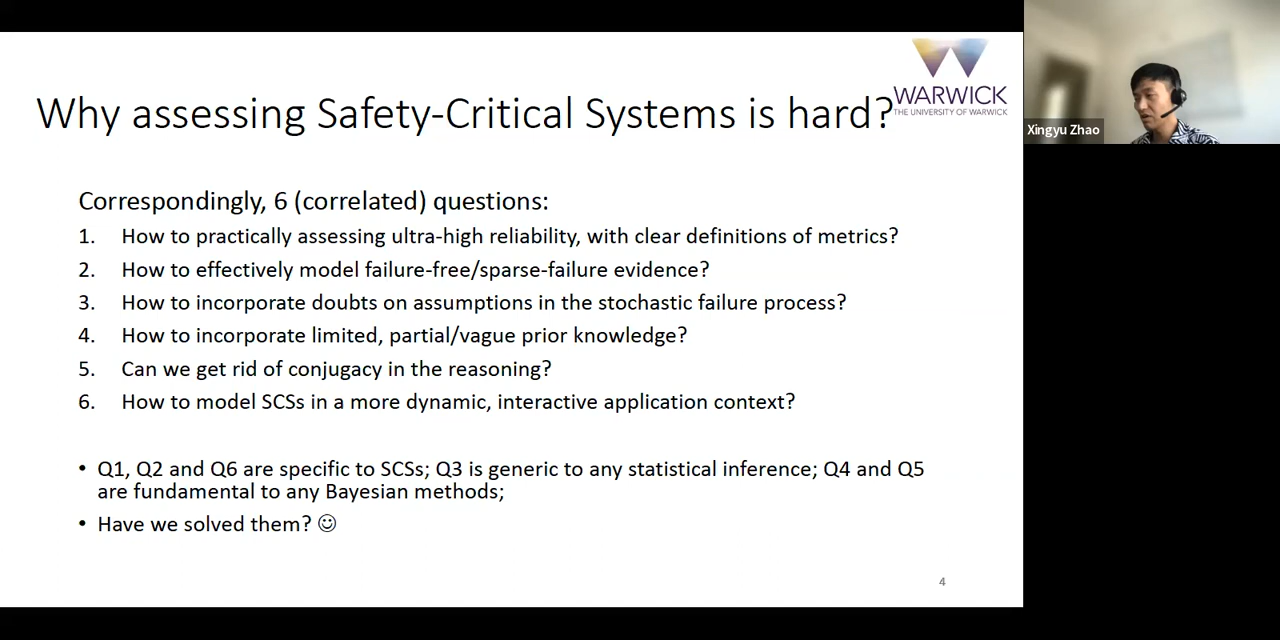 Why assessing Safety-Critical Systems is hard?
WARWICK
THE UNIVERSITY OF WARWICK
Xingyu Zhao
Correspondingly, 6 (correlated) questions:
1. How to practically assessing ultra-high reliability, with clear definitions of metrics?
2. How to effectively model failure-free/sparse-failure evidence?
3. How to incorporate doubts on assumptions in the stochastic failure process?
4. How to incorporate limited, partial/vague prior knowledge?
5. Can we get rid of conjugacy in the reasoning?
6. How to model SCSs in a more dynamic, interactive application context?
• Q1, Q2 and Q6 are specific to SCSs; Q3 is generic to any statistical inference; Q4 and Q5
are fundamental to any Bayesian methods;
• Have we solved them? ☺
4